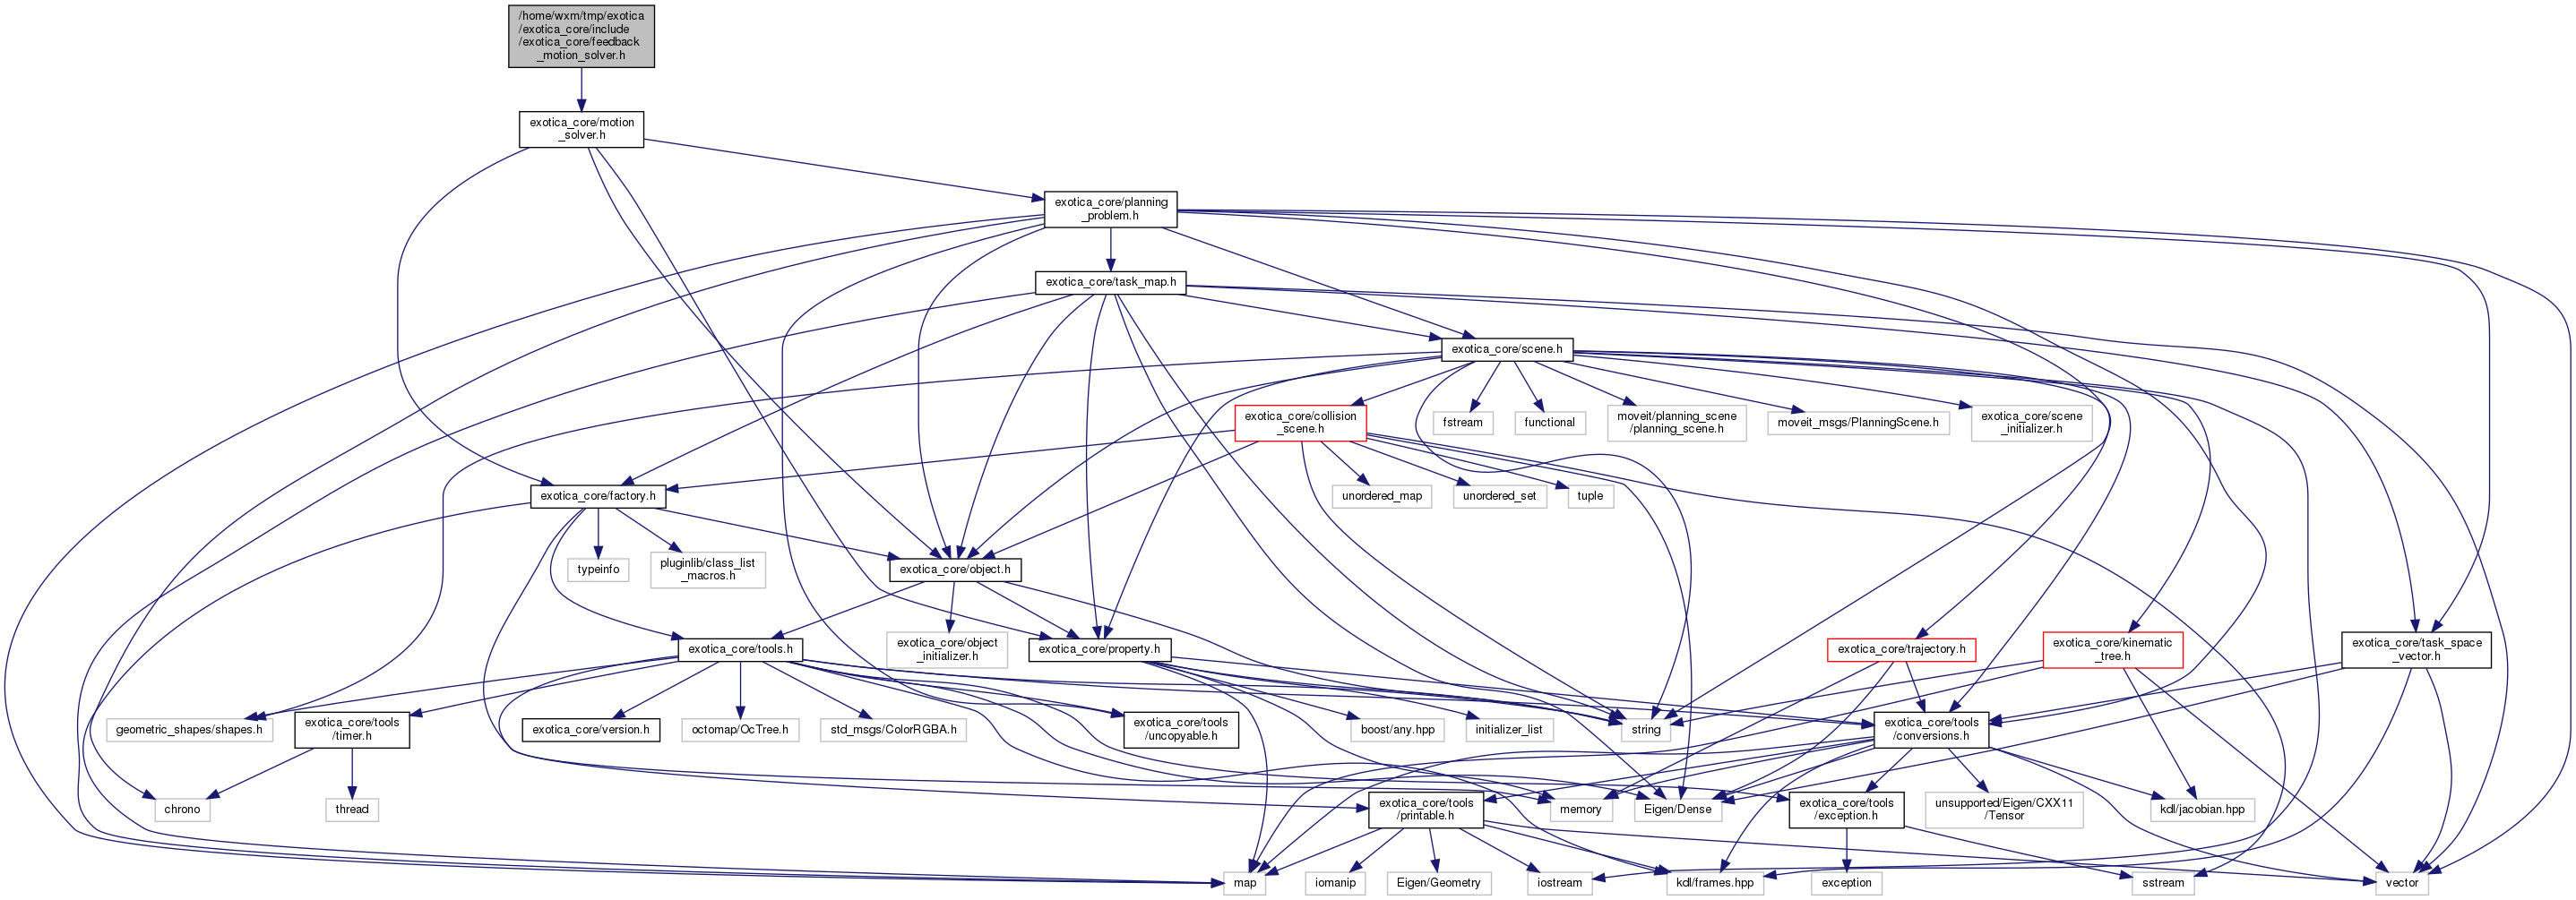 /home/wxm/tmp/exotica
/exotica_core/include
/exotica_core/feedback
_motion_solver.h
exotica_core/motion
_solver.h
exotica_core/planning
_problem.h
exotica_core/task_map.h
exotica_core/scene.h
exotica_core/collision
_scene.h
fstream
functional
moveit/planning_scene
/planning_scene.h
moveit_msgs/PlanningScene.h
exotica_core/scene
_initializer.h
exotica_core/factory.h
unordered_map
unordered_set
tuple
typeinfo
pluginlib/class_list
_macros.h
exotica_core/object.h
exotica_core/tools.h
exotica_core/object
_initializer.h
exotica_core/property.h
exotica_core/trajectory.h
exotica_core/kinematic
_tree.h
exotica_core/task_space
_vector.h
geometric_shapes/shapes.h
exotica_core/tools
/timer.h
exotica_core/version.h
octomap/OcTree.h
std_msgs/ColorRGBA.h
exotica_core/tools
/uncopyable.h
boost/any.hpp
initializer_list
string
exotica_core/tools
/conversions.h
chrono
thread
exotica_core/tools
/printable.h
memory
Eigen/Dense
exotica_core/tools
/exception.h
unsupported/Eigen/CXX11
/Tensor
kdl/jacobian.hpp
map
iomanip
Eigen/Geometry
iostream
kdl/frames.hpp
exception
sstream
vector